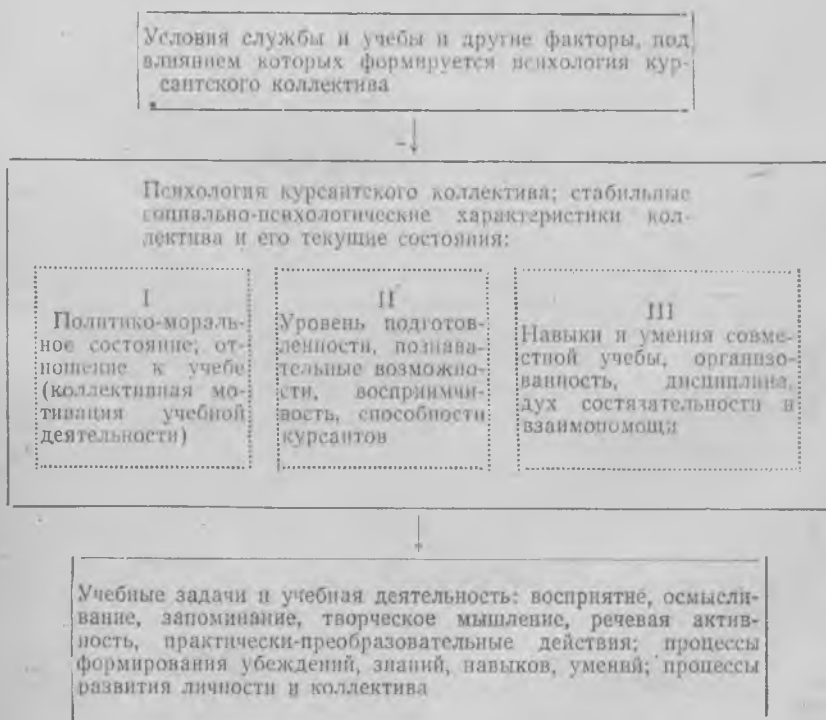 Условия службы и учебы и другие факторы, под
влиянием которых формируется психология кур-
сантского коллектива
Психология курсантского коллектива; стабильные
социально-психологические характеристики кол-
лектива и его текущие состояния:
I
Политико-мораль-
ное состояние; от-
ношение к учебе
(коллективная мо-
тивация учебной
деятельности)
II
Уровень подготов-
ленности, познава-
тельные возможно-
сти, восприимчи-
вость, способности
курсантов
III
Навыки и умения совме-
стной учебы, организо-
ванность, дисциплина,
дух состязательности и
взаимопомощи
Учебные задачи и учебная деятельность: восприятие, осмысли-
вание, запоминание, творческое мышление, речевая актив-
ность, практически-преобразовательные действия; процессы
формирования убеждений, знаний, навыков, умений; процессы
развития личности и коллектива